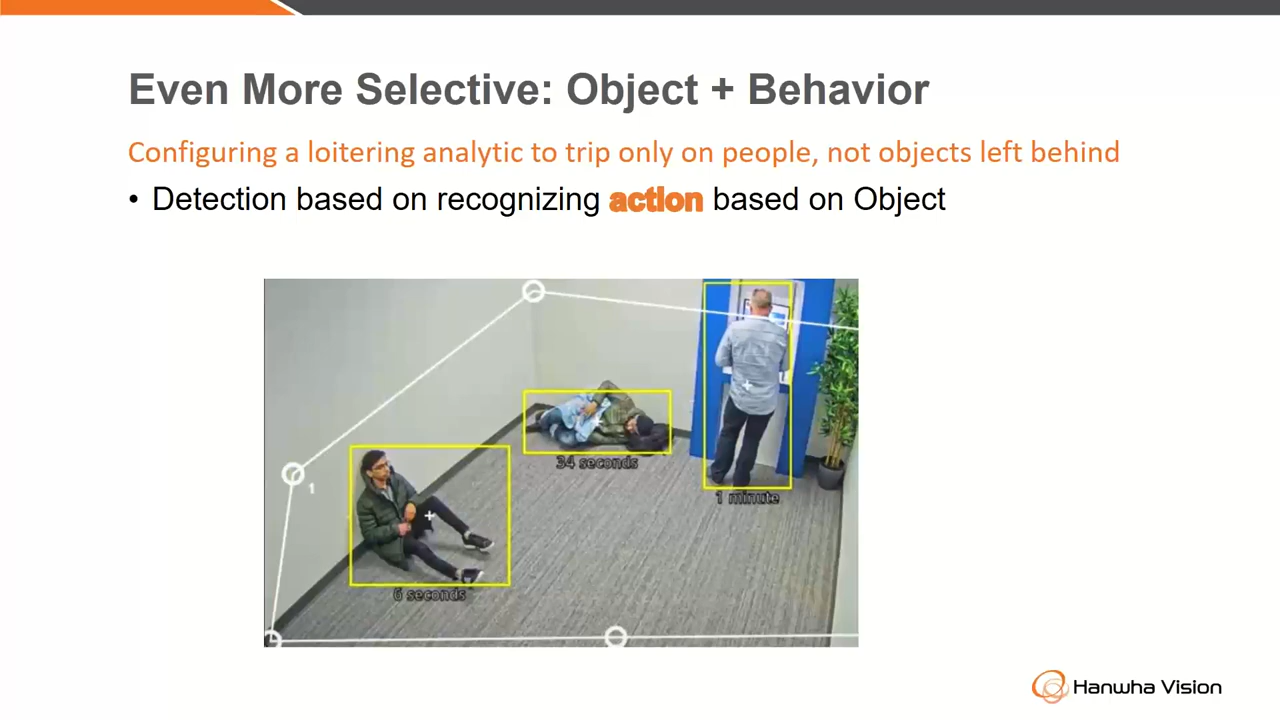 Even More Selective: Object + Behavior
Configuring a loitering analytic to trip only on people, not objects left behind
• Detection based on recognizing action based on Object
1
34 seconds
1 minute
6 seconds
Hanwha Vision